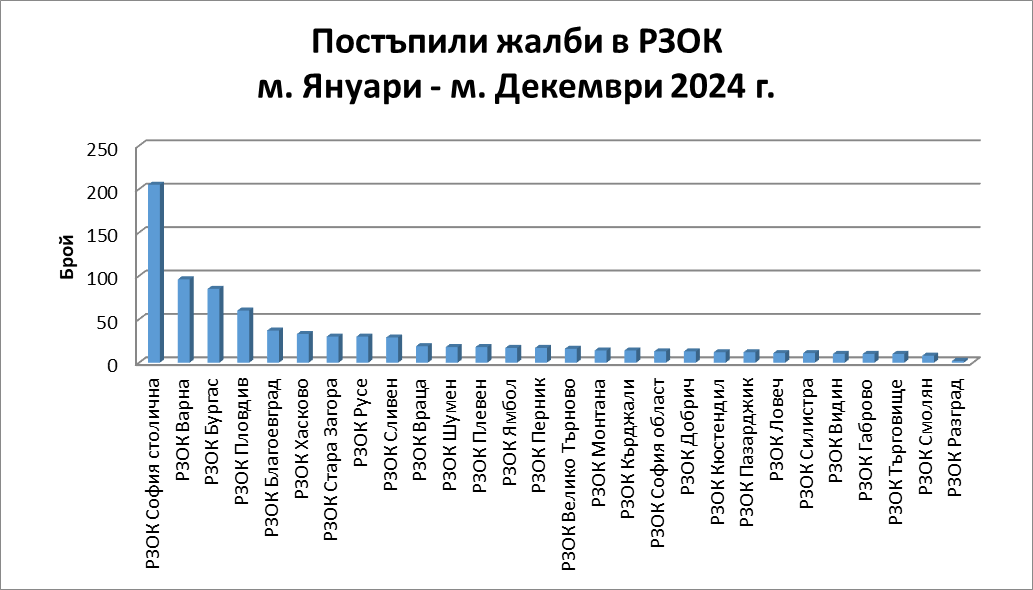 Постъпили жалби в РЗОК
м. Януари - м. Декември 2024 г.
250
200
150
100
50
0
Брой
РЗОК София столична
РЗОК Варна
РЗОК Бургас
РЗОК Пловдив
РЗОК Благоевград
РЗОК Хасково
РЗОК Стара Загора
РЗОК Русе
РЗОК Сливен
РЗОК Враца
РЗОК Шумен
РЗОК Плевен
РЗОК Ямбол
РЗОК Перник
РЗОК Велико Търново
РЗОК Монтана
РЗОК Кърджали
РЗОК София област
РЗОК Добрич
РЗОК Кюстендил
РЗОК Пазарджик
РЗОК Ловеч
РЗОК Силистра
РЗОК Видин
РЗОК Габрово
РЗОК Търговище
РЗОК Смолян
РЗОК Разград